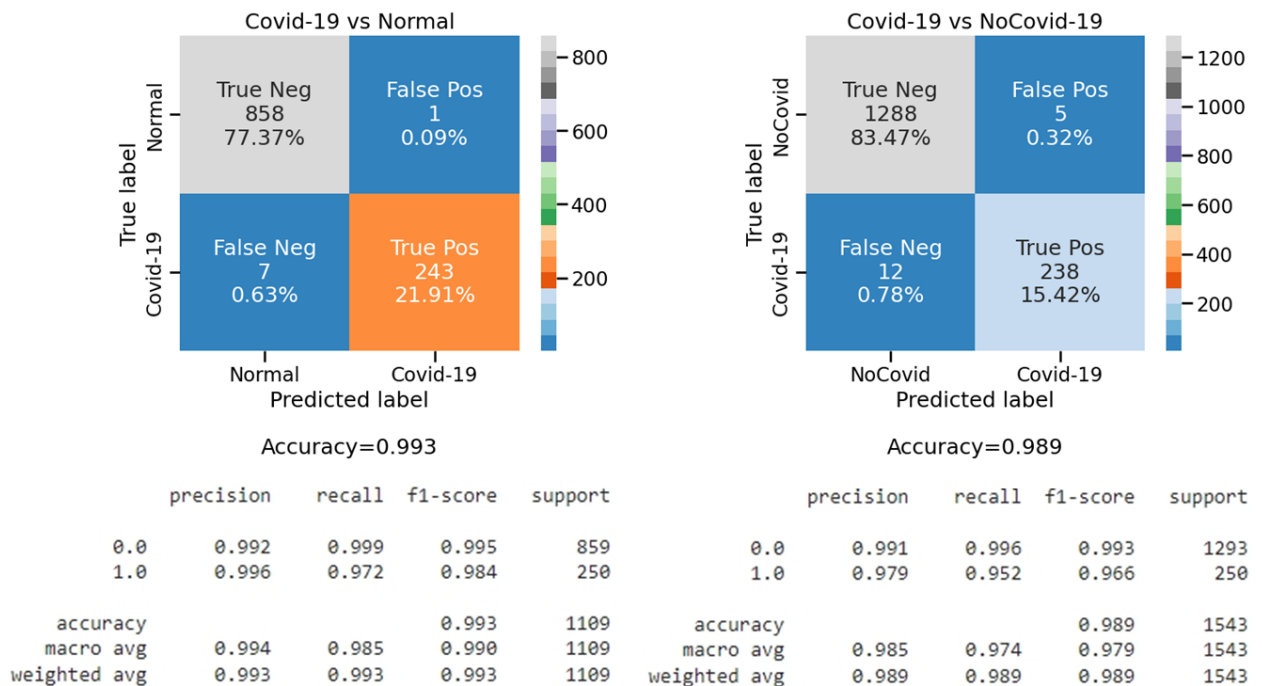 Covid-19 vs Normal
True label
Normal
Covid-19
True Neg
858
77.37%
False Pos
1
0.09%
False Neg
7
0.63%
True Pos
243
21.91%
800
600
400
200
Normal Covid-19
Predicted label
Accuracy=0.993
precision recall f1-score support
0.0 0.992 0.999 0.995 859
1.0 0.996 0.972 0.984 250
accuracy 0.993 1109
macro avg 0.994 0.985 0.990 1109
weighted avg 0.993 0.993 0.993 1109
Covid-19 vs NoCovid-19
True label
NoCovid
Covid-19
True Neg
1288
83.47%
False Pos
5
0.32%
False Neg
12
0.78%
True Pos
238
15.42%
1200
1000
800
600
400
200
NoCovid Covid-19
Predicted label
Accuracy=0.989
precision recall f1-score support
0.0 0.991 0.996 0.993 1293
1.0 0.979 0.952 0.966 250
accuracy 0.989 1543
macro avg 0.985 0.974 0.979 1543
weighted avg 0.989 0.989 0.989 1543